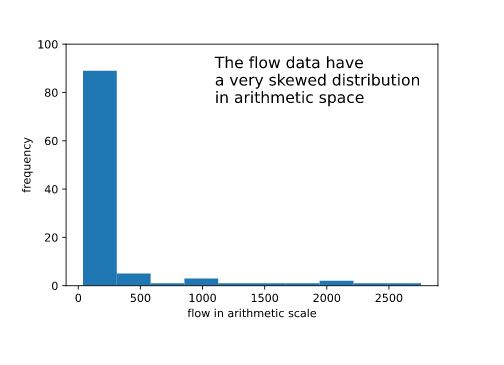 The flow data have
a very skewed distribution
in arithmetic space
100
80
60
40
20
0
frequency
0 500 1000 1500 2000 2500
flow in arithmetic scale